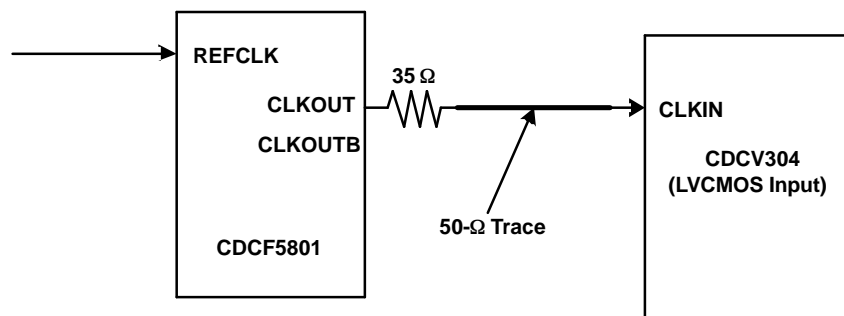 REFCLK
35 Ω
CLKOUT
CLKOUTB
CLKIN
CDCV304
(LVCMOS Input)
50-Ω Trace
CDCF5801